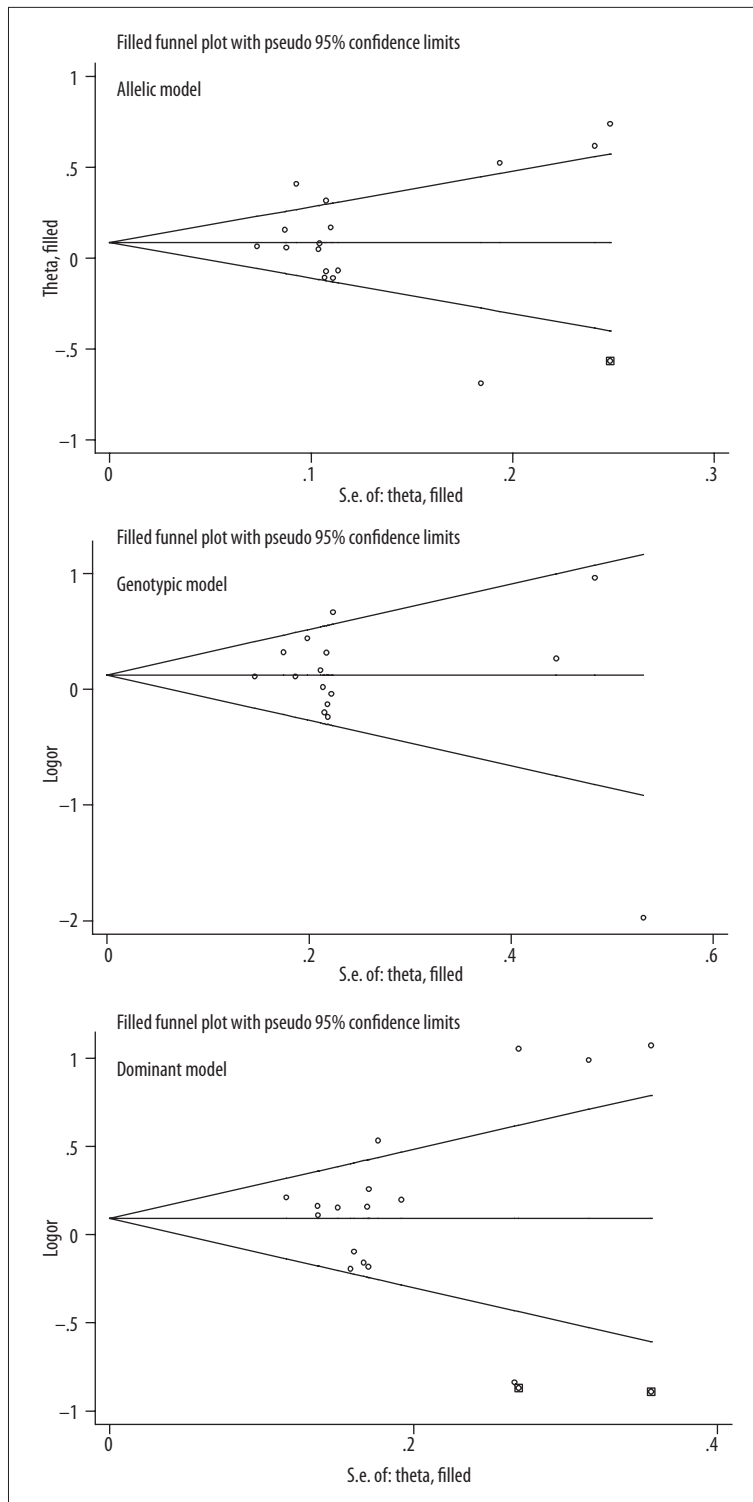 Filled funnel plot with pseudo 95% confidence limits
Allelic model
1
.5
0
–.5
–1
Theta, filled
0
.1
.2
.3
S.e. of: theta, filled
Filled funnel plot with pseudo 95% confidence limits
Genotypic model
1
0
–1
–2
Logor
0
.2
.4
.6
S.e. of: theta, filled
Filled funnel plot with pseudo 95% confidence limits
Dominant model
1
.5
0
–.5
–1
Logor
0
.2
.4
S.e. of: theta, filled